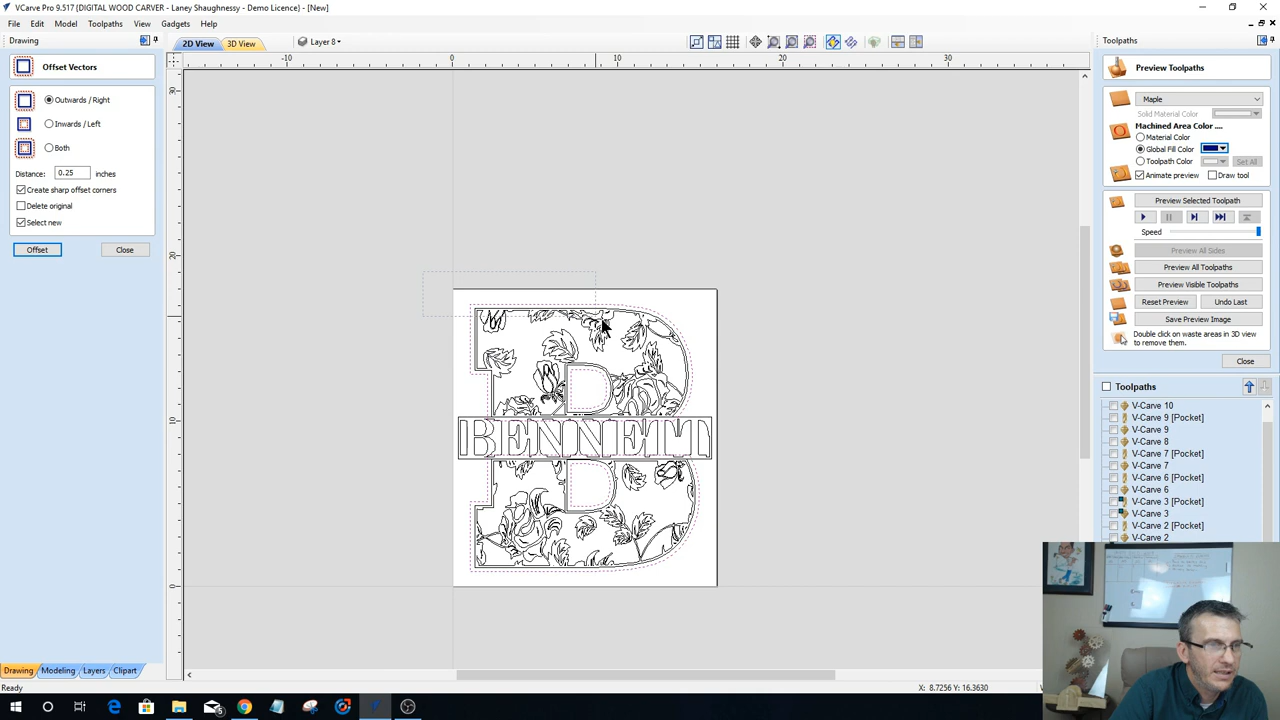 VCarve Pro 9.517 {DIGITAL WOOD CARVER - Laney Shaughnessy - Demo Licence} - [New]
File Edit Model Toolpaths View Gadgets Help
Drawing
2D View 3D View Layer 8
Toolpaths
Offset Vectors
Outwards / Right
Inwards / Left
Both
Distance: 0.25 inches
Create sharp offset corners
Delete original
Select new
Offset Close
-10 0 10 20 30
30
20
10
0
BENNETT
Preview Toolpaths
Maple
Solid Material Color
Machined Area Color ....
Material Color
Global Fill Color
Toolpath Color Set All
Animate preview Draw tool
Preview Selected Toolpath
Speed
Preview All Sides
Preview All Toolpaths
Preview Visible Toolpaths
Reset Preview Undo Last
Save Preview Image
Double click on waste areas in 3D view
to remove them.
Close
Toolpaths
V-Carve 10
V-Carve 9 [Pocket]
V-Carve 9
V-Carve 8
V-Carve 7 [Pocket]
V-Carve 7
V-Carve 6 [Pocket]
V-Carve 6
V-Carve 3 [Pocket]
V-Carve 3
V-Carve 2 [Pocket]
V-Carve 2
Drawing Modeling Layers Clipart
Ready
X: 8.7256 Y: 16.3630